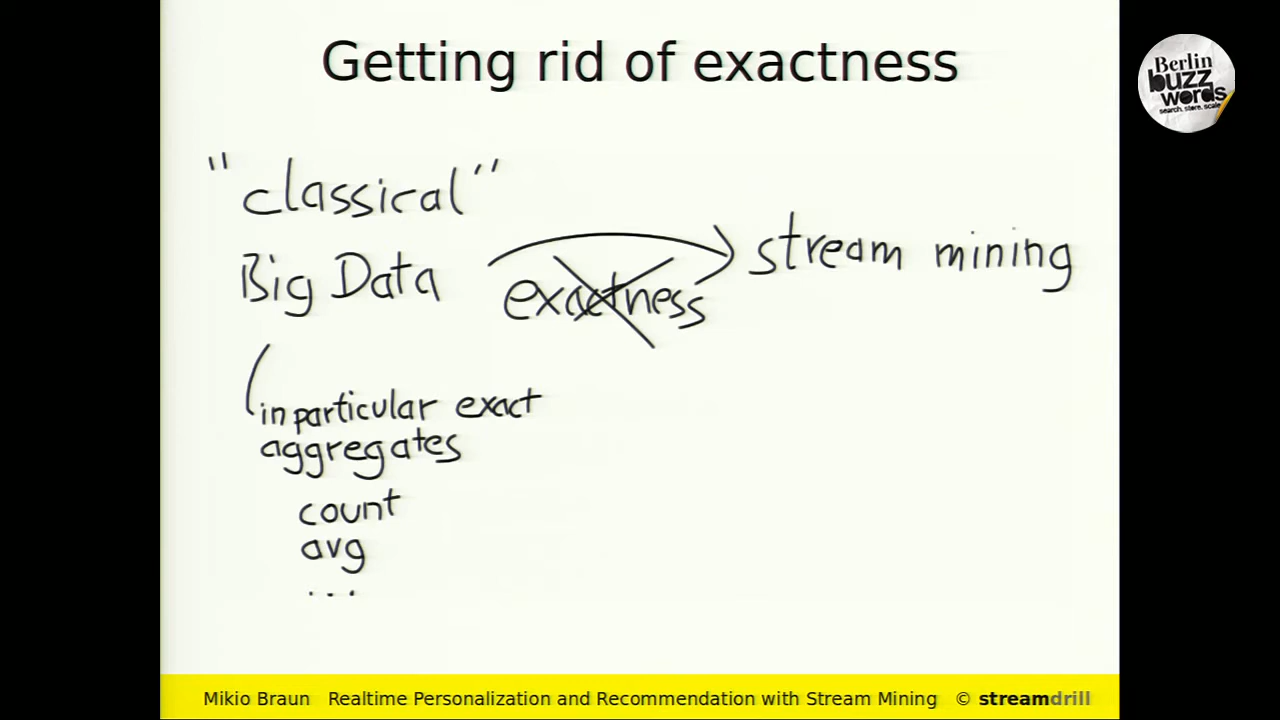 Getting rid of exactness
Berlin
buzz
words
search. store. scale
"classical"
Big Data
exactness
stream mining
in particular exact
aggregates
count
avg
...
Mikio Braun Realtime Personalization and Recommendation with Stream Mining © streamdrill